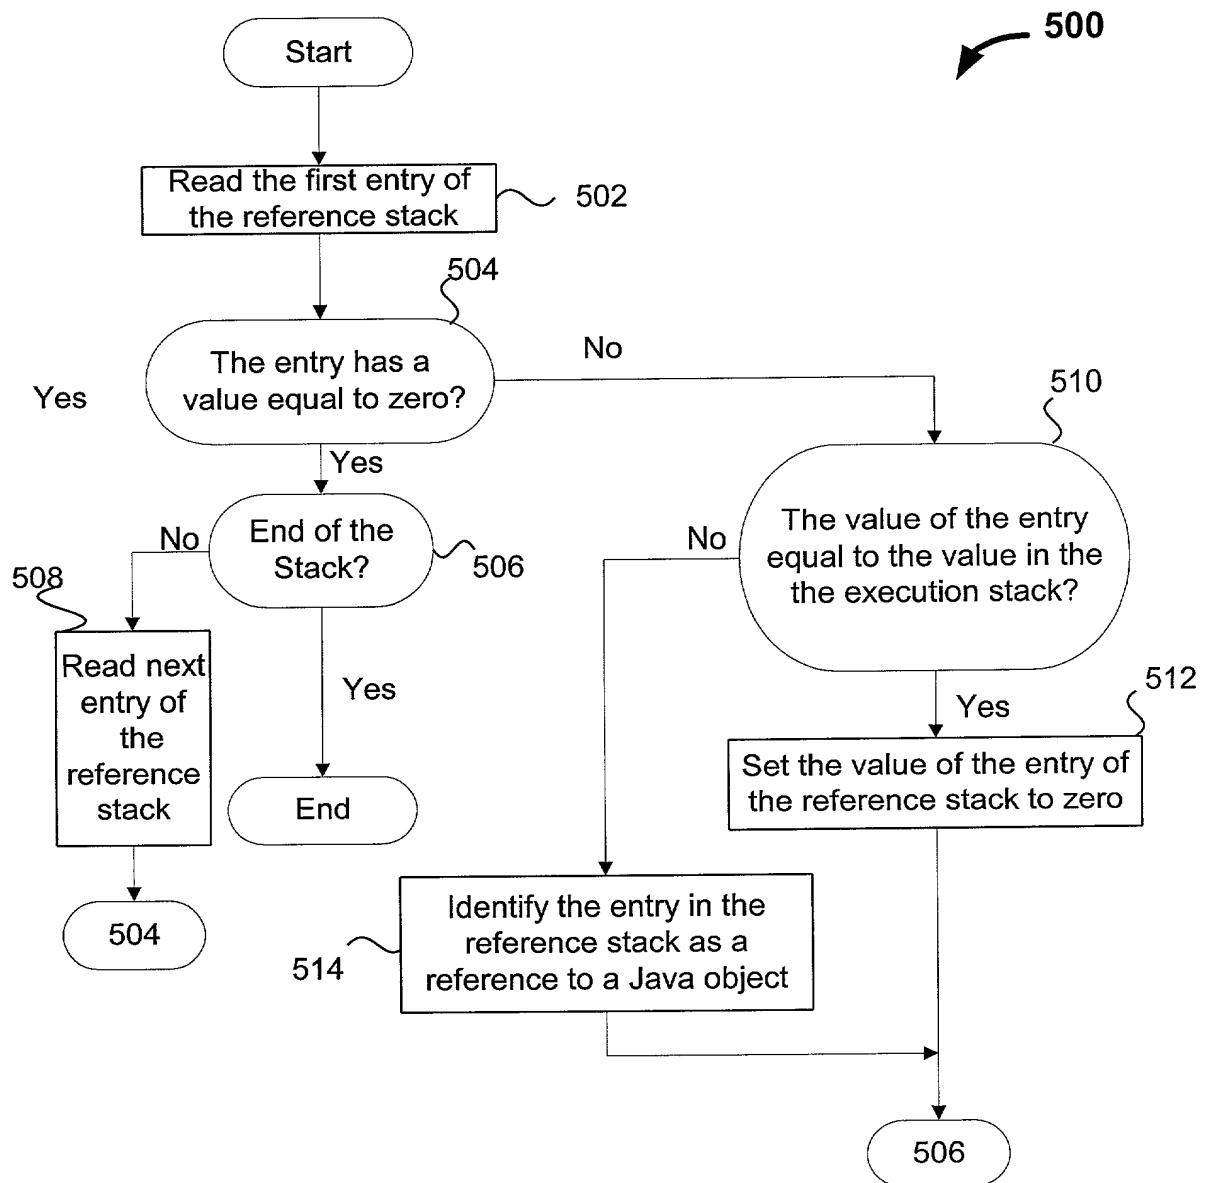 500
Start
Read the first entry of
the reference stack
502
504
The entry has a
value equal to zero?
No
Yes
510
Yes
The value of the entry
equal to the value in the
the execution stack?
End of the
Stack?
No
506
No
508
Read next
entry of
the
reference
stack
Yes
Yes
512
Set the value of the entry of
the reference stack to zero
End
504
Identify the entry in the
reference stack as a
reference to a Java object
514
506